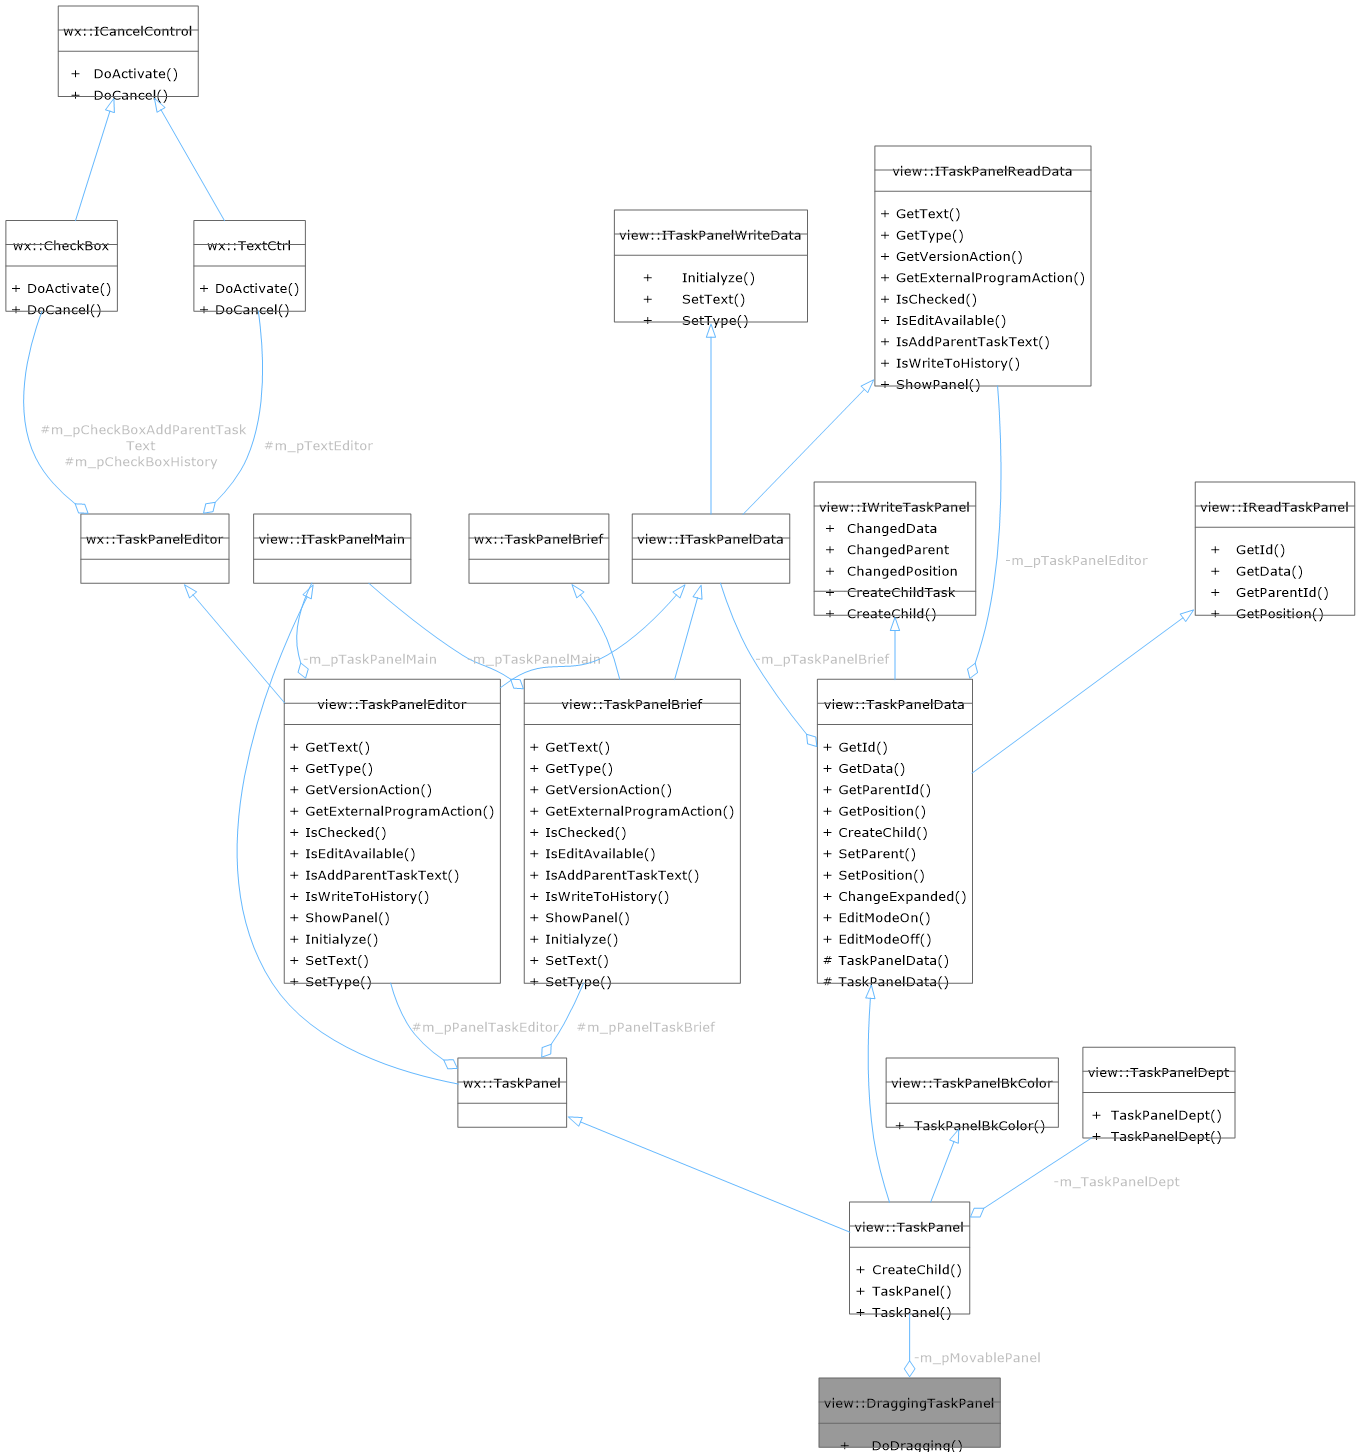 wx::ICancelControl
+ DoActivate()
+ DoCancel()
view::ITaskPanelReadData
+ GetText()
+ GetType()
+ GetVersionAction()
+ GetExternalProgramAction()
+ IsChecked()
+ IsEditAvailable()
+ IsAddParentTaskText()
+ IsWriteToHistory()
+ ShowPanel()
view::ITaskPanelWriteData
+ Initialyze()
+ SetText()
+ SetType()
wx::CheckBox
+ DoActivate()
+ DoCancel()
wx::TextCtrl
+ DoActivate()
+ DoCancel()
#m_pCheckBoxAddParentTask
Text
#m_pCheckBoxHistory
#m_pTextEditor
wx::TaskPanelEditor
view::ITaskPanelMain
wx::TaskPanelBrief
view::ITaskPanelData
view::IWriteTaskPanel
+ ChangedData
+ ChangedParent
+ ChangedPosition
+ CreateChildTask
+ CreateChild()
-m_pTaskPanelEditor
view::IReadTaskPanel
+ GetId()
+ GetData()
+ GetParentId()
+ GetPosition()
-m_pTaskPanelMain
-m_pTaskPanelMain
-m_pTaskPanelBrief
view::TaskPanelEditor
+ GetText()
+ GetType()
+ GetVersionAction()
+ GetExternalProgramAction()
+ IsChecked()
+ IsEditAvailable()
+ IsAddParentTaskText()
+ IsWriteToHistory()
+ ShowPanel()
+ Initialyze()
+ SetText()
+ SetType()
view::TaskPanelBrief
+ GetText()
+ GetType()
+ GetVersionAction()
+ GetExternalProgramAction()
+ IsChecked()
+ IsEditAvailable()
+ IsAddParentTaskText()
+ IsWriteToHistory()
+ ShowPanel()
+ Initialyze()
+ SetText()
+ SetType()
view::TaskPanelData
+ GetId()
+ GetData()
+ GetParentId()
+ GetPosition()
+ CreateChild()
+ SetParent()
+ SetPosition()
+ ChangeExpanded()
+ EditModeOn()
+ EditModeOff()
# TaskPanelData()
# TaskPanelData()
#m_pPanelTaskEditor
#m_pPanelTaskBrief
wx::TaskPanel
view::TaskPanelBkColor
+ TaskPanelBkColor()
view::TaskPanelDept
+ TaskPanelDept()
+ TaskPanelDept()
-m_TaskPanelDept
view::TaskPanel
+ CreateChild()
+ TaskPanel()
+ TaskPanel()
-m_pMovablePanel
view::DraggingTaskPanel
+ DoDragging()